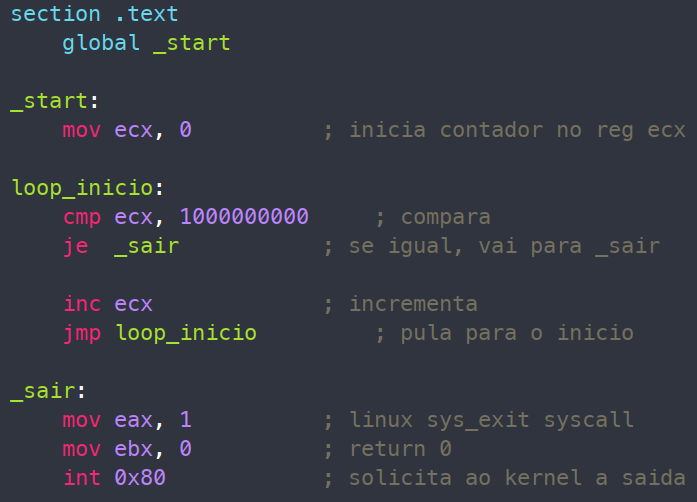 section .text
    global _start
_start:
    mov ecx, 0          ; inicia contador no reg ecx
loop_inicio:
    cmp ecx, 1000000000     ; compara
    je  _sair           ; se igual, vai para _sair
    inc ecx             ; incrementa
    jmp loop_inicio         ; pula para o inicio
_sair:
    mov eax, 1          ; linux sys_exit syscall
    mov ebx, 0          ; return 0
    int 0x80            ; solicita ao kernel a saida